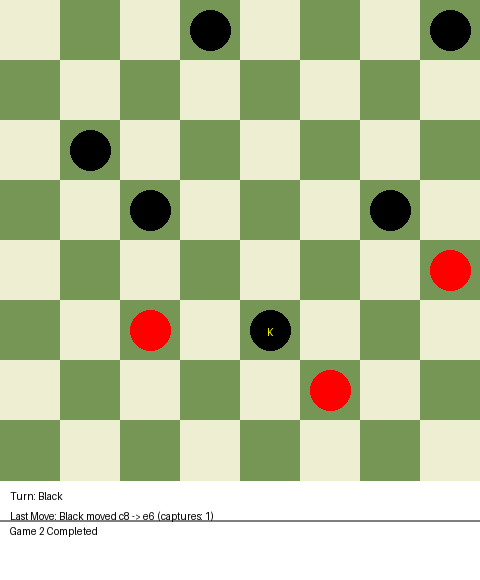 K
Turn: Black
Last Move: Black moved c8 -> e6 (captures: 1)
Game 2 Completed